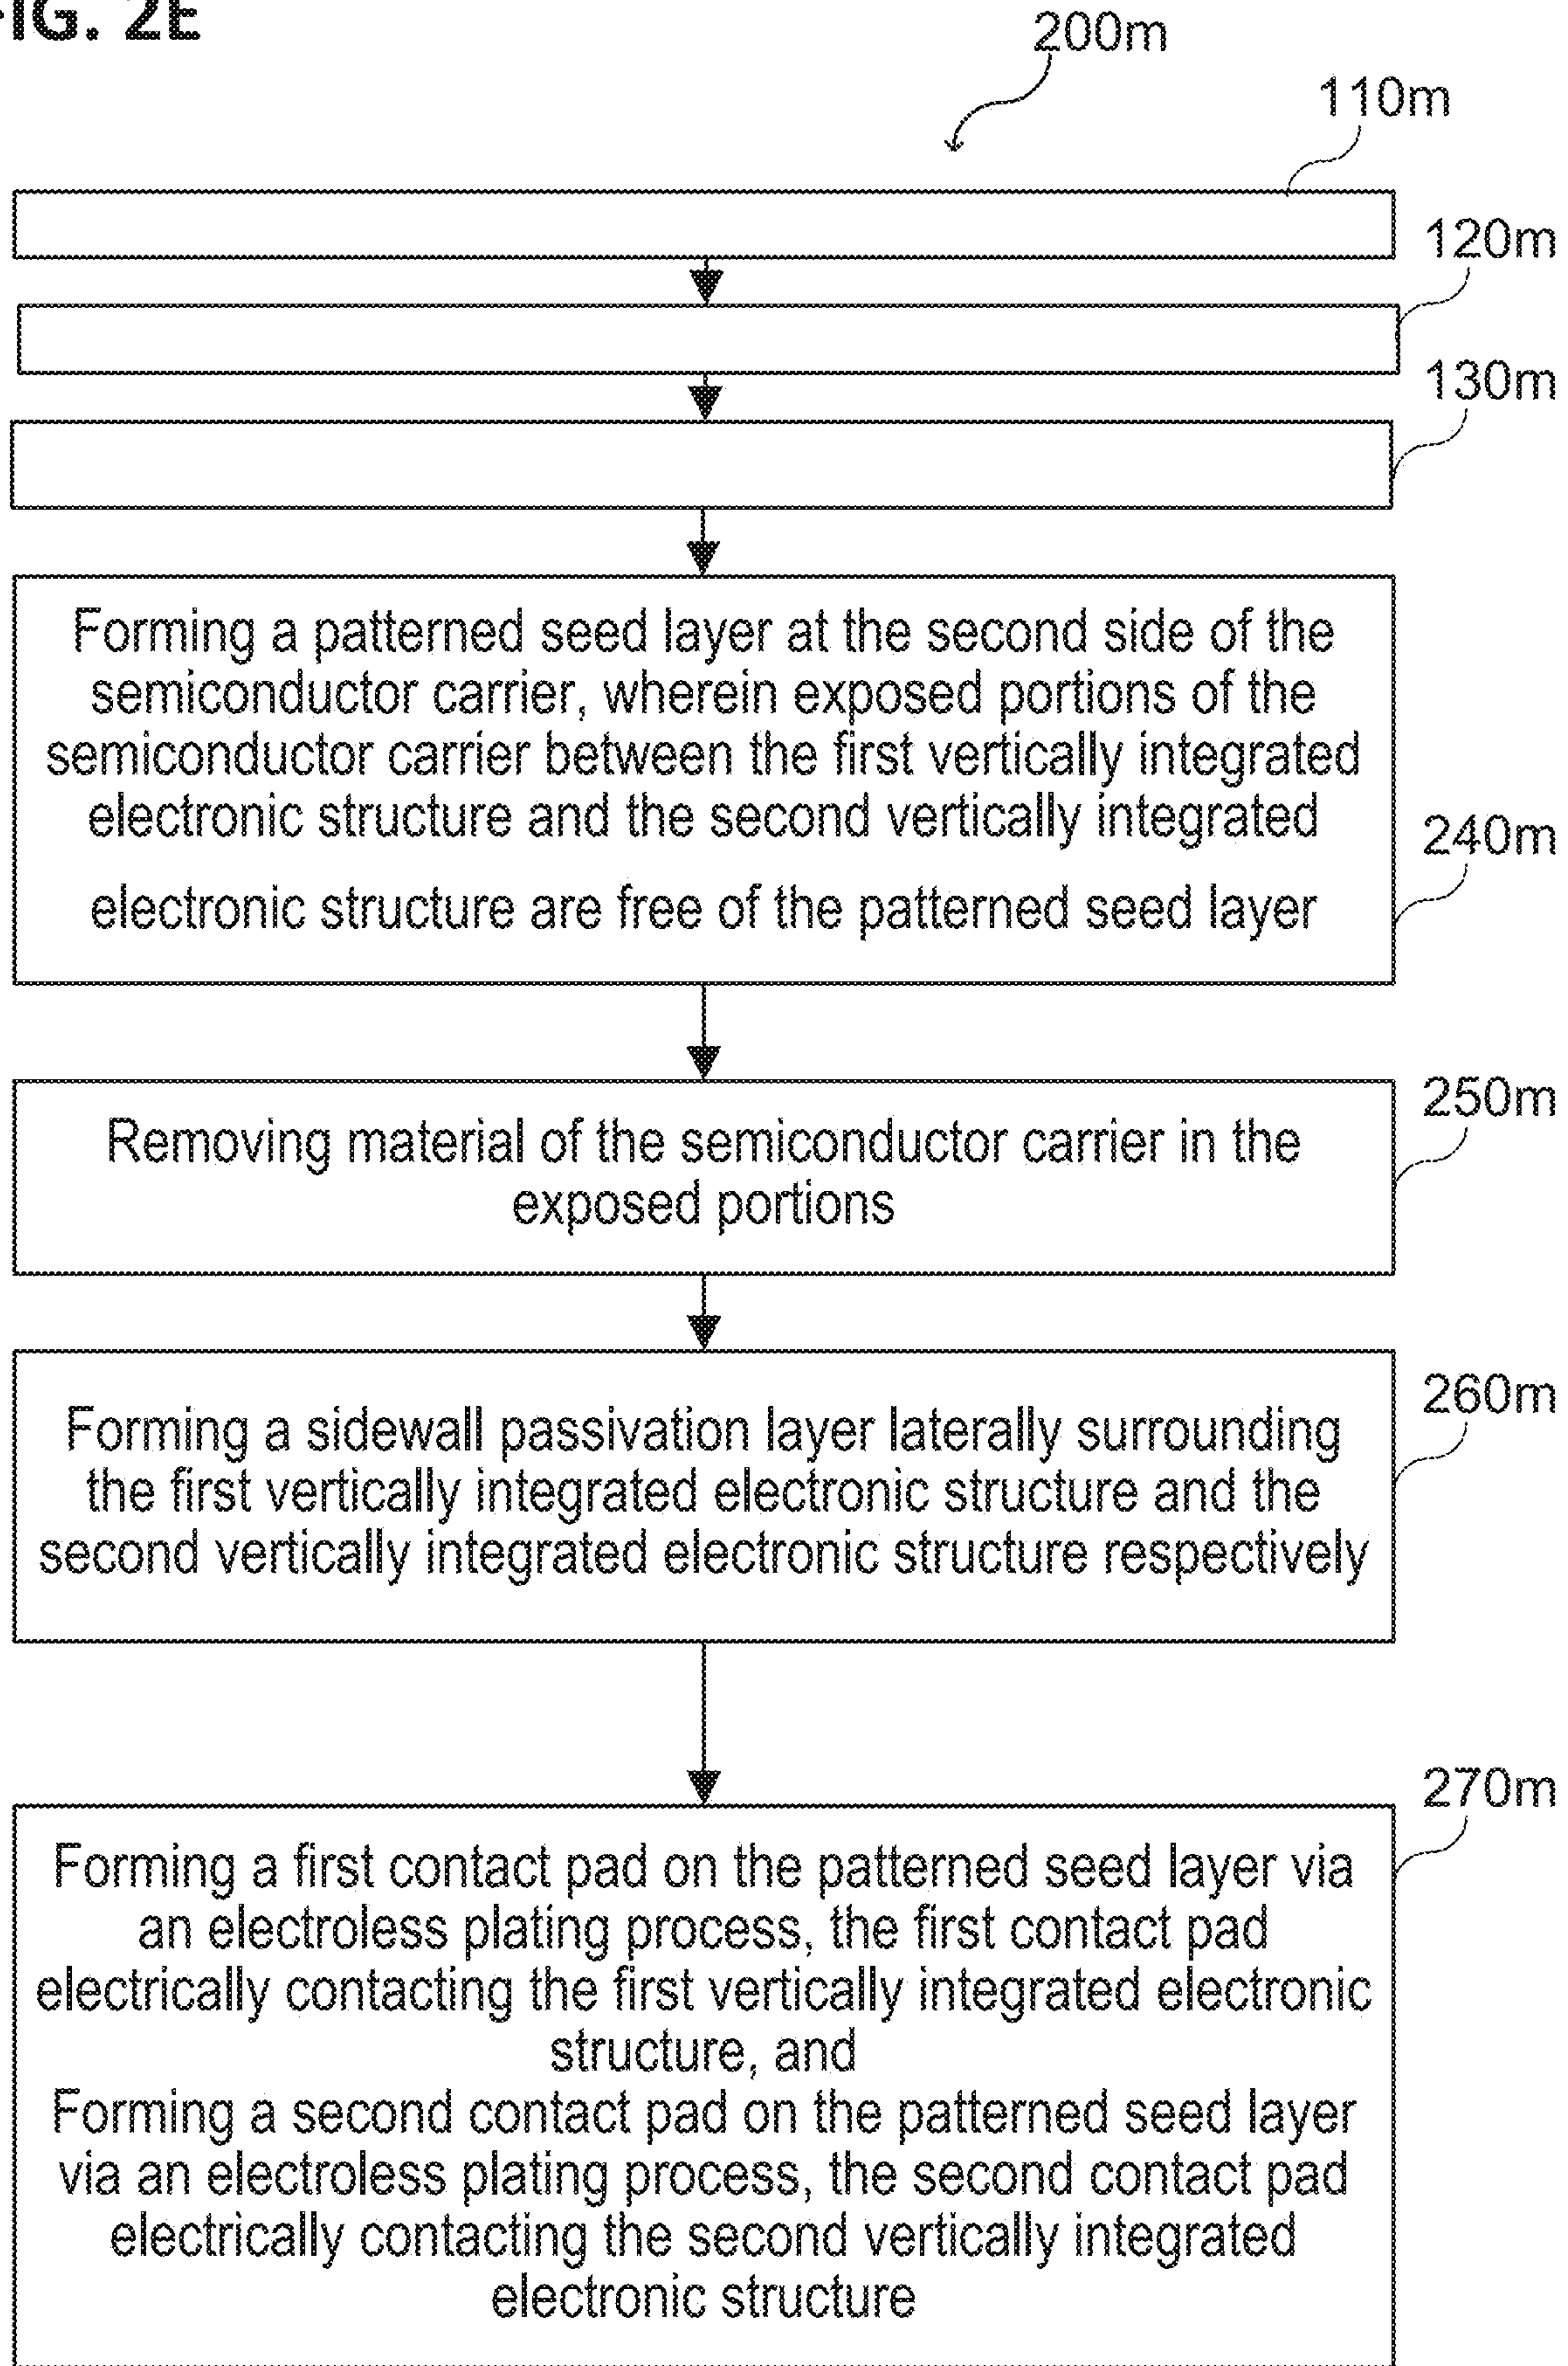 FIG. 2E
200m
110m
120m
130m
Forming a patterned seed layer at the second side of the
semiconductor carrier, wherein exposed portions of the
semiconductor carrier between the first vertically integrated
electronic structure and the second vertically integrated
electronic structure are free of the patterned seed layer
240m
Removing material of the semiconductor carrier in the
exposed portions
250m
Forming a sidewall passivation layer laterally surrounding
the first vertically integrated electronic structure and the
second vertically integrated electronic structure respectively
260m
Forming a first contact pad on the patterned seed layer via
an electroless plating process, the first contact pad
electrically contacting the first vertically integrated electronic
structure, and
Forming a second contact pad on the patterned seed layer
via an electroless plating process, the second contact pad
electrically contacting the second vertically integrated
electronic structure
270m